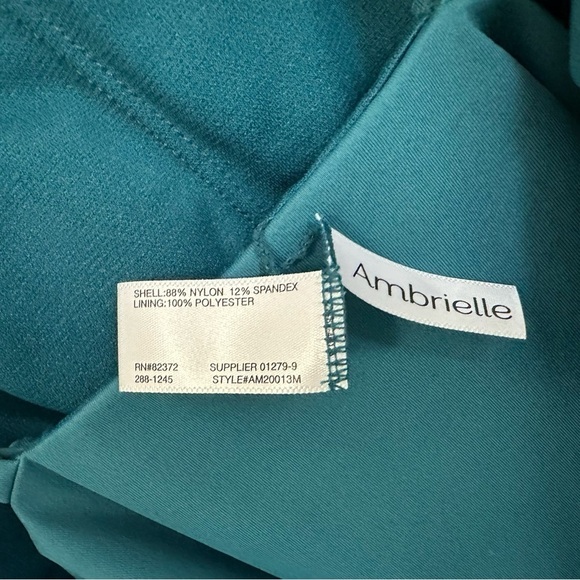 SHELL:88% NYLON 12% SPANDEX
LINING:100% POLYESTER
RN#82372 SUPPLIER 01279-9
288-1245 STYLE#AM20013M
Ambrielle